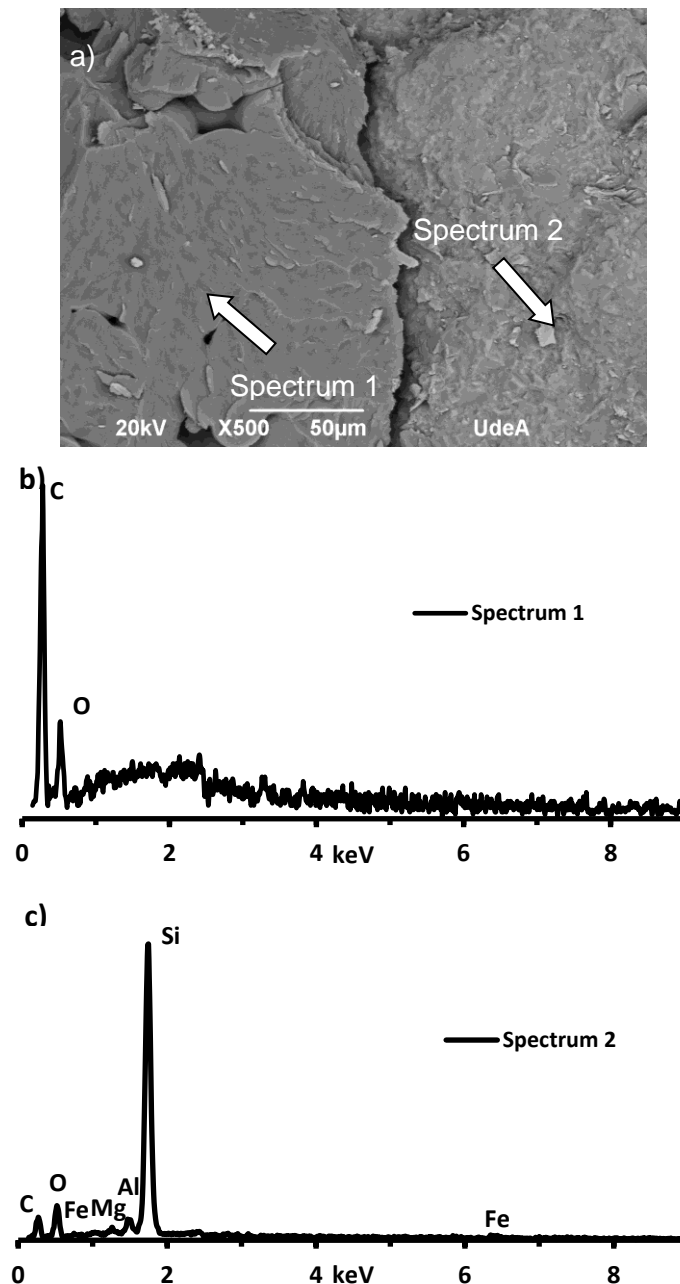 a)
Spectrum 2
Spectrum 1
20kV X500 50µm UdeA
b)
C
O
Spectrum 1
0 2 4 keV 6 8
c)
Si
Spectrum 2
C O Fe Mg Al Fe
0 2 4 keV 6 8